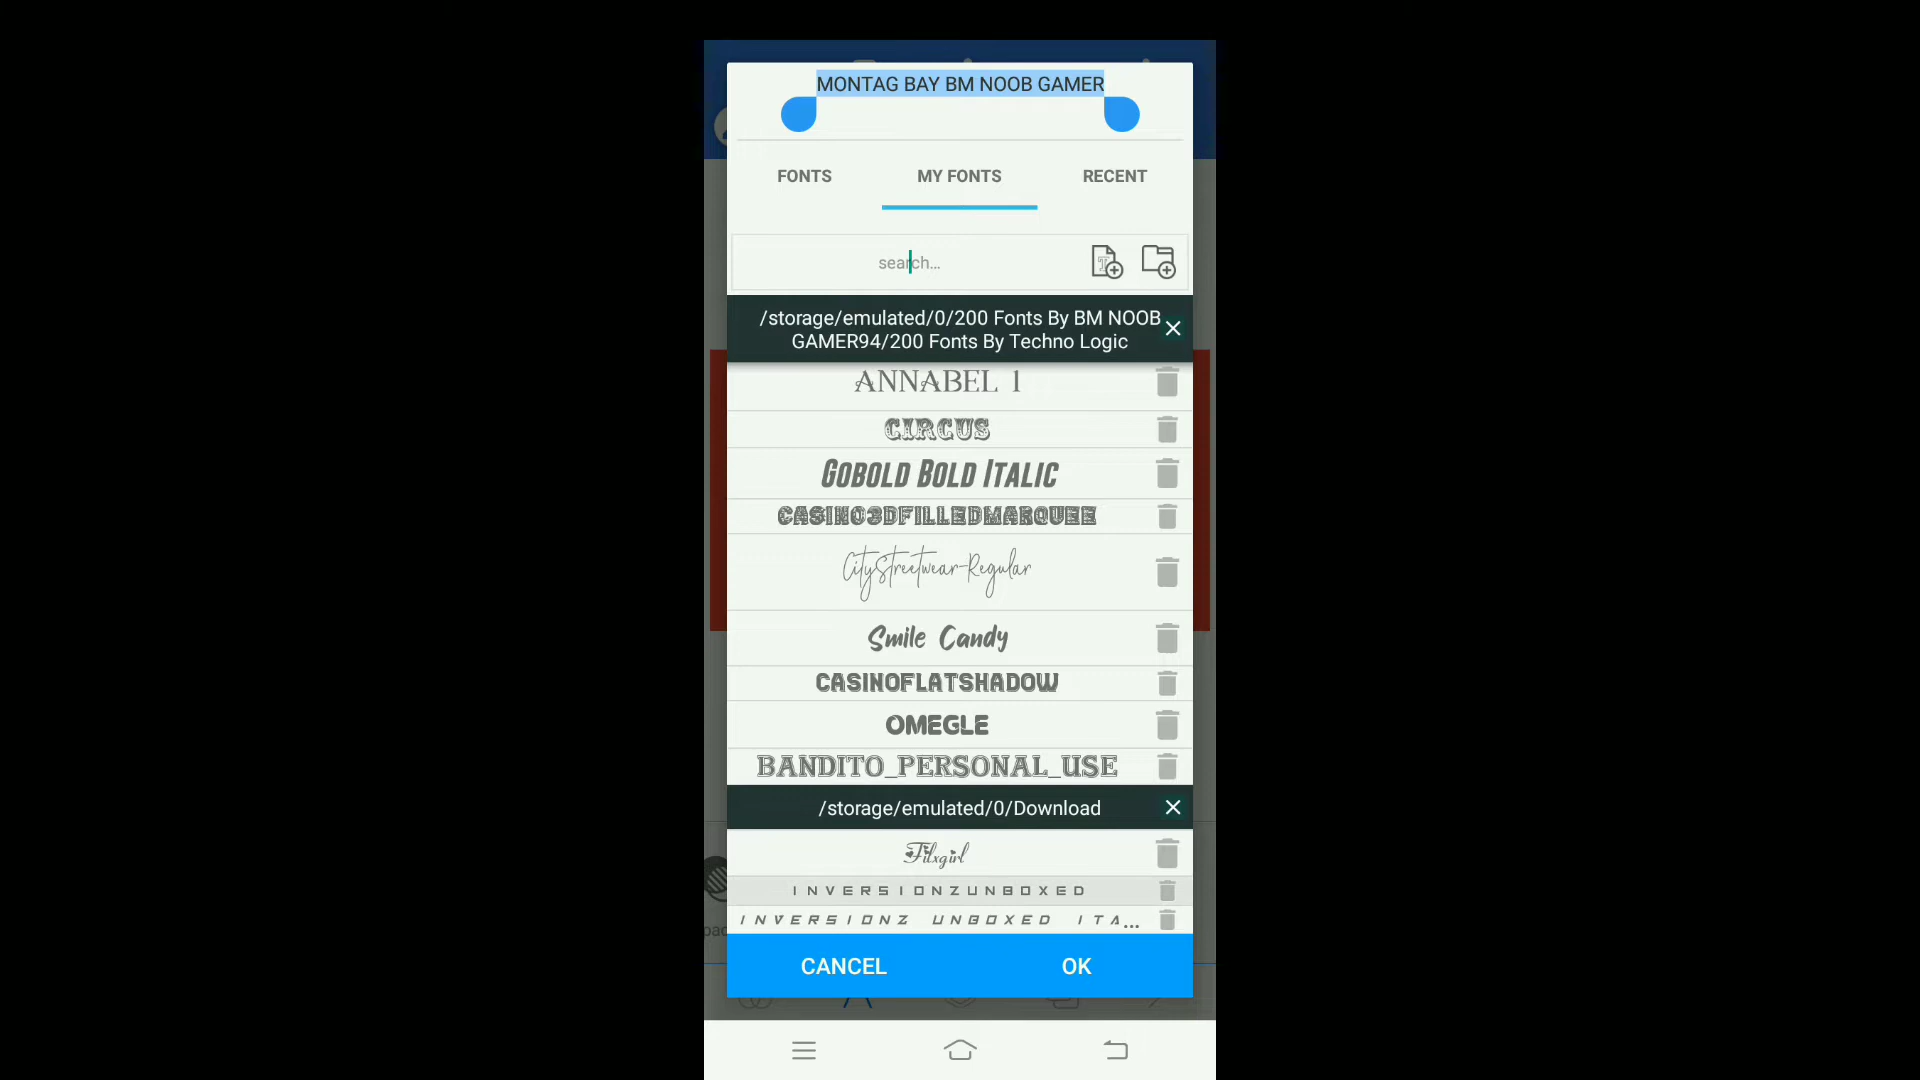 MONTAG BAY BM NOOB GAMER
FONTS MY FONTS RECENT
search...
/storage/emulated/0/200 Fonts By BM NOOB
GAMER94/200 Fonts By Techno Logic
ANNABEL 1
CIRCUS
GOBOLD BOLD ITALIC
CASINO3DFILLEDMARQUEE
CityStreetwear-Regular
Smile Candy
CASINOFLATSHADOW
OMEGLE
BANDITO_PERSONAL_USE
/storage/emulated/0/Download
Filxgirl
INVERSIONZUNBOXED
INVERSIONZ UNBOXED ITA...
CANCEL OK